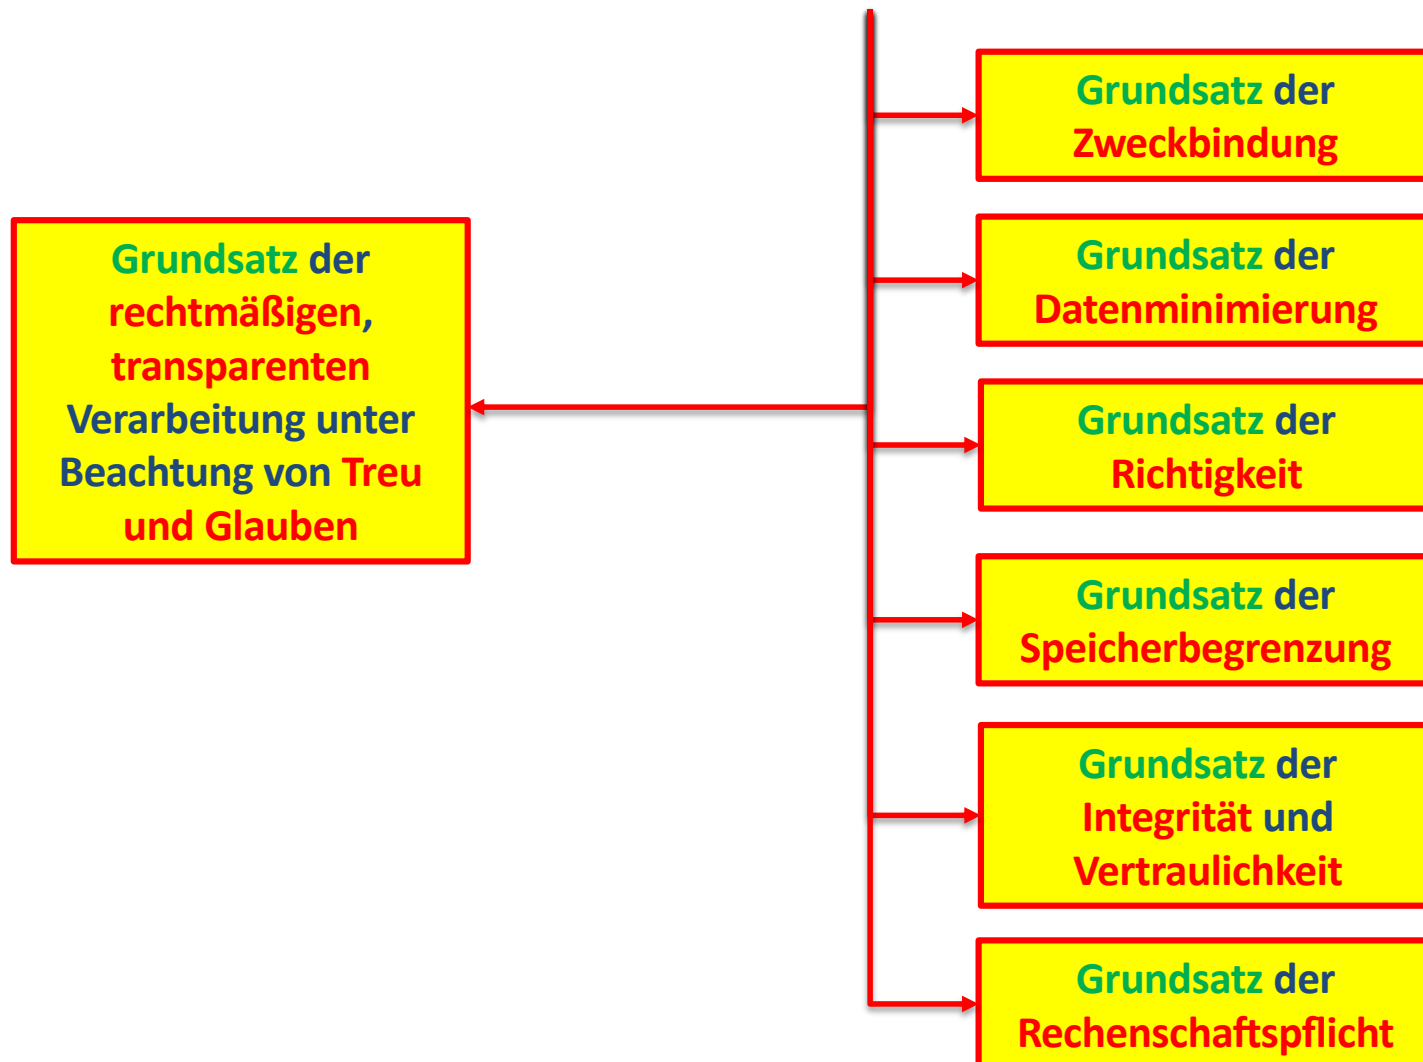 Grundsatz der
rechtmäßigen,
transparenten
Verarbeitung unter
Beachtung von Treu
und Glauben
Grundsatz der
Zweckbindung
Grundsatz der
Datenminimierung
Grundsatz der
Richtigkeit
Grundsatz der
Speicherbegrenzung
Grundsatz der
Integrität und
Vertraulichkeit
Grundsatz der
Rechenschaftspflicht